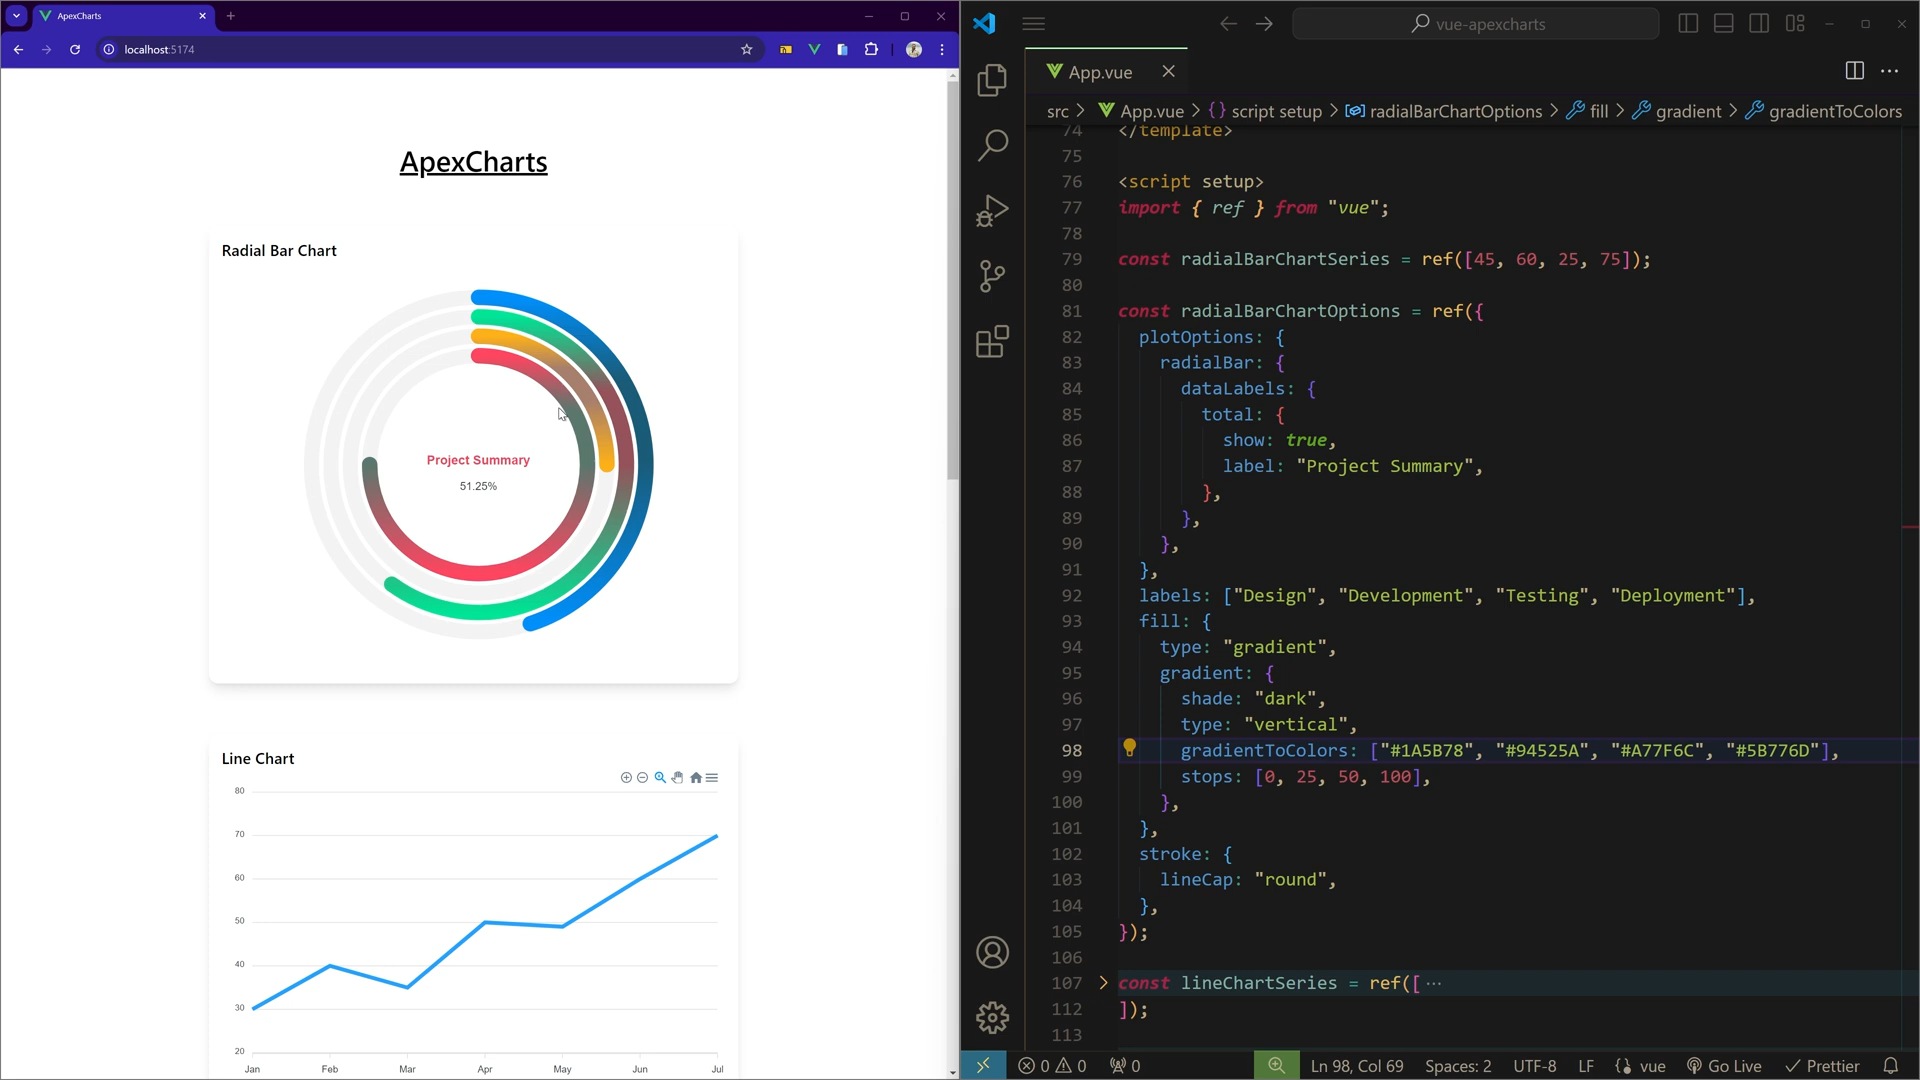 ApexCharts
localhost:5174
ApexCharts
Radial Bar Chart
Project Summary
51.25%
Line Chart
80
70
60
50
40
30
20
Jan Feb Mar Apr May Jun Jul
vue-apexcharts
App.vue
src > App.vue > {} script setup > radialBarChartOptions > fill > gradient > gradientToColors
74 </template>
75
76 <script setup>
77 import { ref } from "vue";
78
79 const radialBarChartSeries = ref([45, 60, 25, 75]);
80
81 const radialBarChartOptions = ref({
82 plotOptions: {
83 radialBar: {
84 dataLabels: {
85 total: {
86 show: true,
87 label: "Project Summary",
88 },
89 },
90 },
91 },
92 labels: ["Design", "Development", "Testing", "Deployment"],
93 fill: {
94 type: "gradient",
95 gradient: {
96 shade: "dark",
97 type: "vertical",
98 gradientToColors: ["#1A5B78", "#94525A", "#A77F6C", "#5B776D"],
99 stops: [0, 25, 50, 100],
100 },
101 },
102 stroke: {
103 lineCap: "round",
104 },
105 });
106
107 const lineChartSeries = ref([ ···
112 ]);
113
0 0 0 Ln 98, Col 69 Spaces: 2 UTF-8 LF {} vue Go Live Prettier